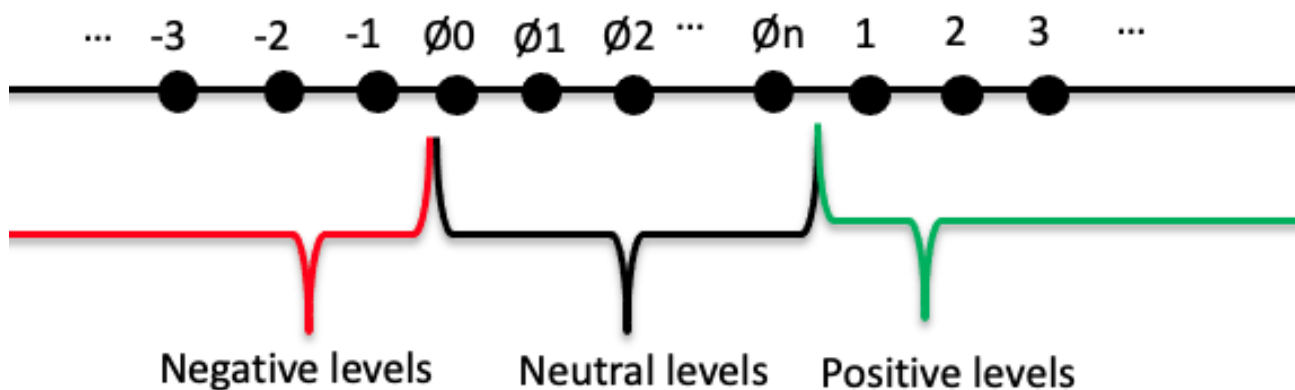 ... -3 -2 -1 Ø0 Ø1 Ø2 ... Øn 1 2 3 ...
Negative levels Neutral levels Positive levels